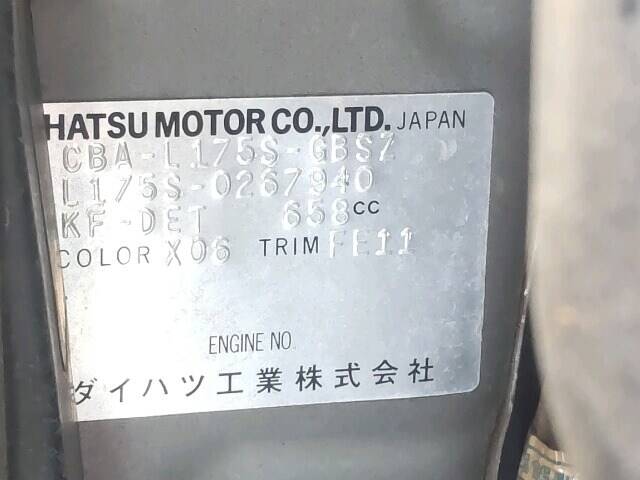 HATSU MOTOR CO.,LTD. JAPAN
CBA-L175S-GBSZ
L175S-0267940
KF-DET 658CC
COLOR X06 TRIM FE11
ENGINE NO.
ダイハツ工業株式会社